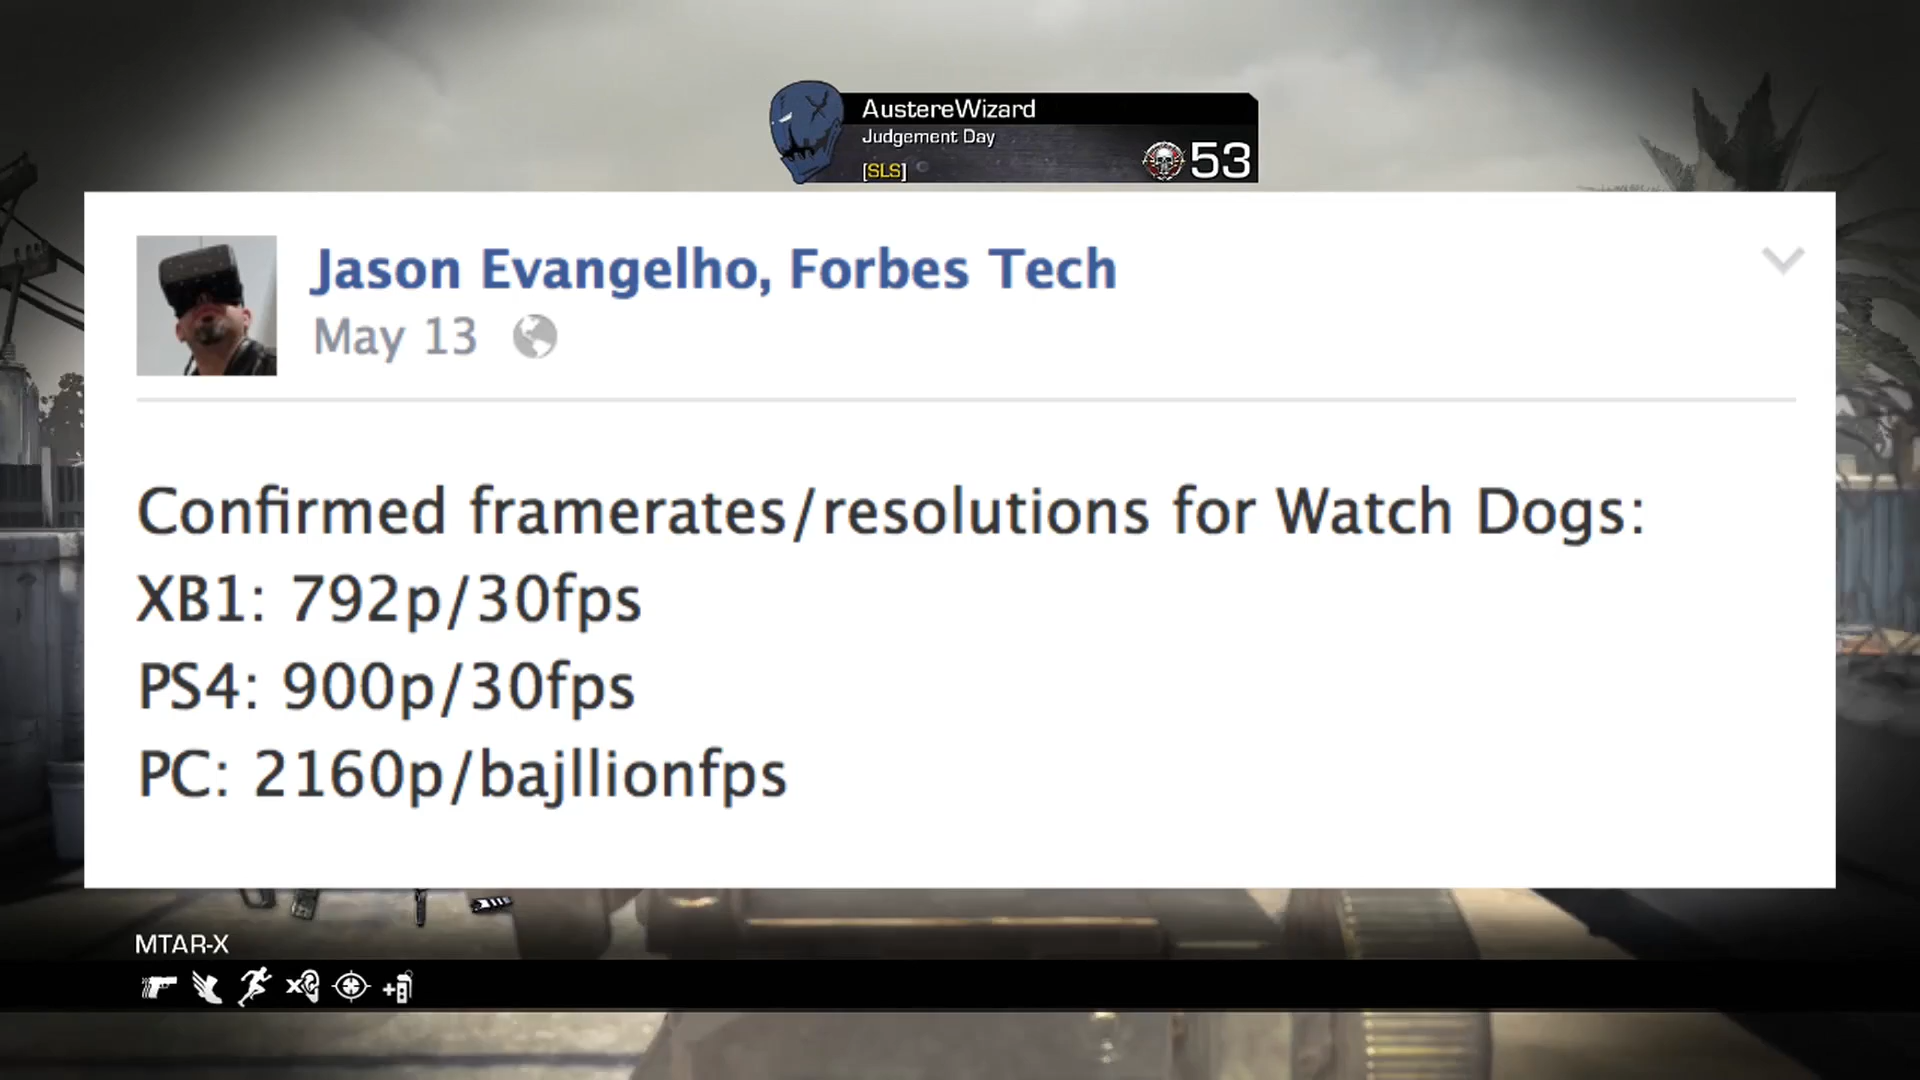 AustereWizard
Judgement Day
[SLS]
53
Jason Evangelho, Forbes Tech
May 13
Confirmed framerates/resolutions for Watch Dogs:
XB1: 792p/30fps
PS4: 900p/30fps
PC: 2160p/bajllionfps
MTAR-X